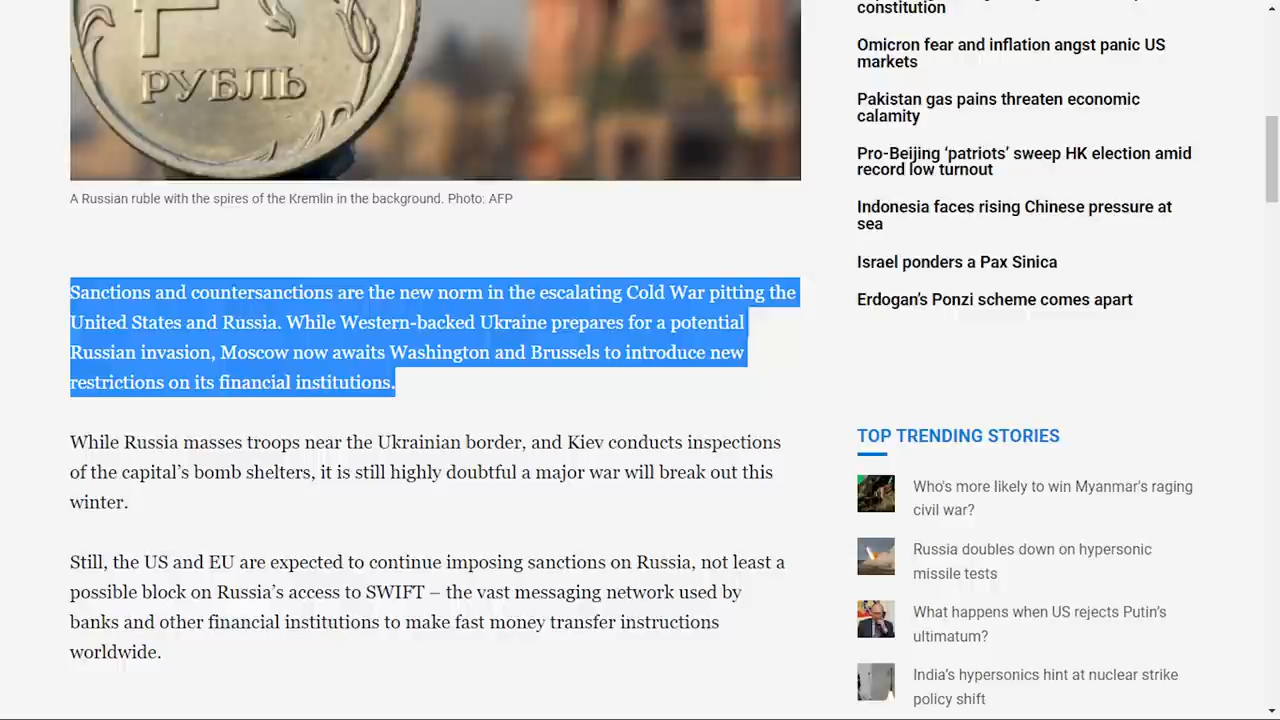 РУБЛЬ
A Russian ruble with the spires of the Kremlin in the background. Photo: AFP
Sanctions and countersanctions are the new norm in the escalating Cold War pitting the
United States and Russia. While Western-backed Ukraine prepares for a potential
Russian invasion, Moscow now awaits Washington and Brussels to introduce new
restrictions on its financial institutions.
While Russia masses troops near the Ukrainian border, and Kiev conducts inspections
of the capital’s bomb shelters, it is still highly doubtful a major war will break out this
winter.
Still, the US and EU are expected to continue imposing sanctions on Russia, not least a
possible block on Russia’s access to SWIFT – the vast messaging network used by
banks and other financial institutions to make fast money transfer instructions
worldwide.
constitution
Omicron fear and inflation angst panic US
markets
Pakistan gas pains threaten economic
calamity
Pro-Beijing ‘patriots’ sweep HK election amid
record low turnout
Indonesia faces rising Chinese pressure at
sea
Israel ponders a Pax Sinica
Erdogan’s Ponzi scheme comes apart
TOP TRENDING STORIES
Who's more likely to win Myanmar's raging
civil war?
Russia doubles down on hypersonic
missile tests
What happens when US rejects Putin’s
ultimatum?
India’s hypersonics hint at nuclear strike
policy shift